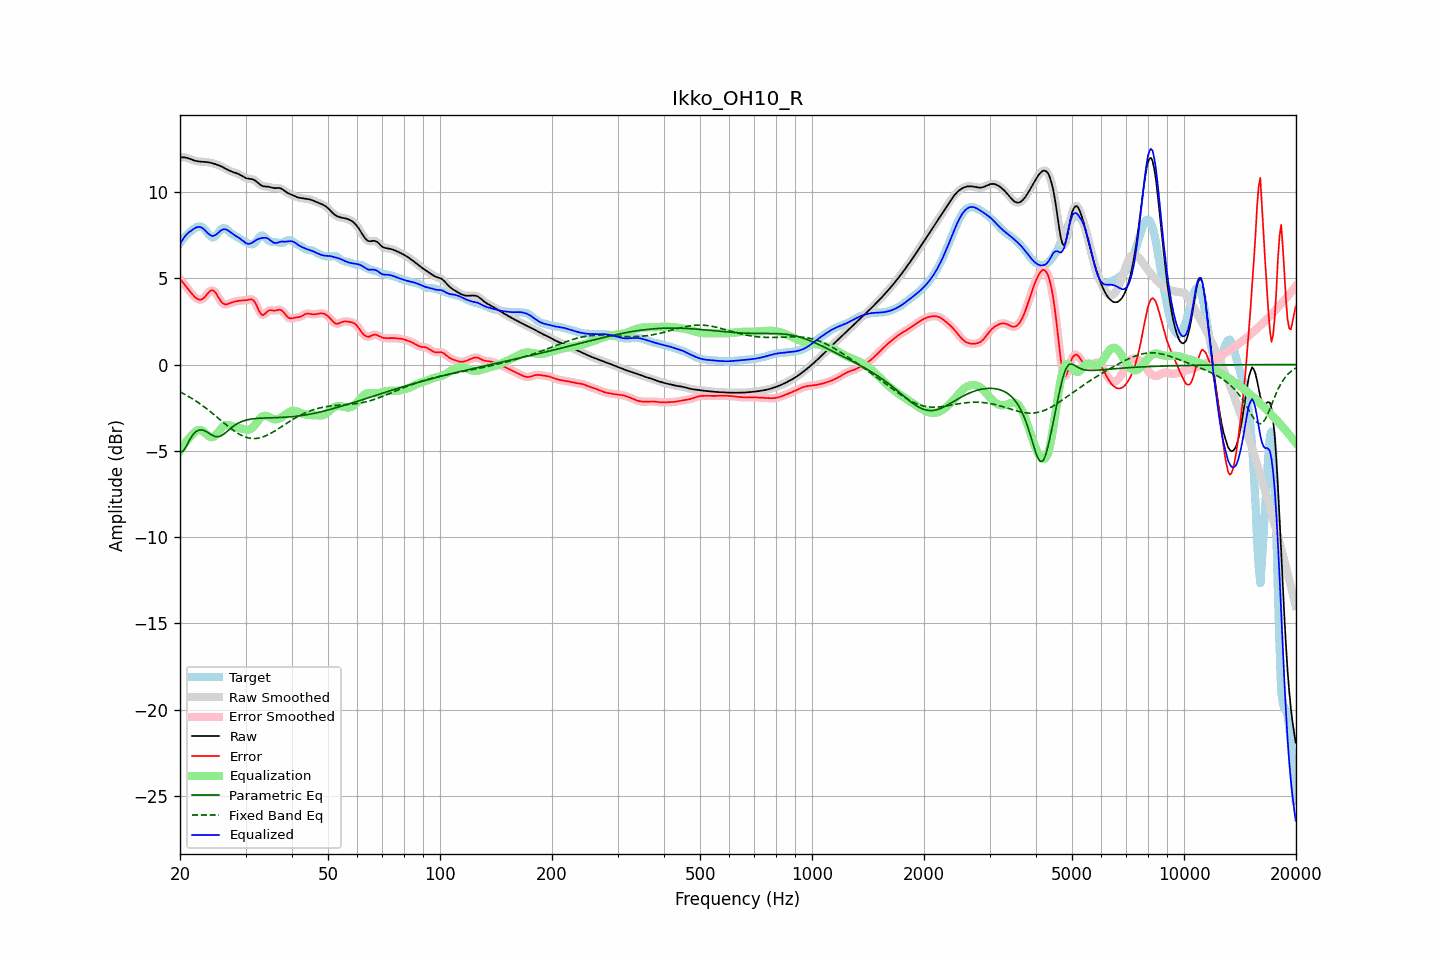 Ikko_OH10_R
Amplitude (dBr)
10
5
0
−5
−10
−15
−20
−25
Target
Raw Smoothed
Error Smoothed
Raw
Error
Equalization
Parametric Eq
Fixed Band Eq
Equalized
20 50 100 200 500 1000 2000 5000 10000 20000
Frequency (Hz)